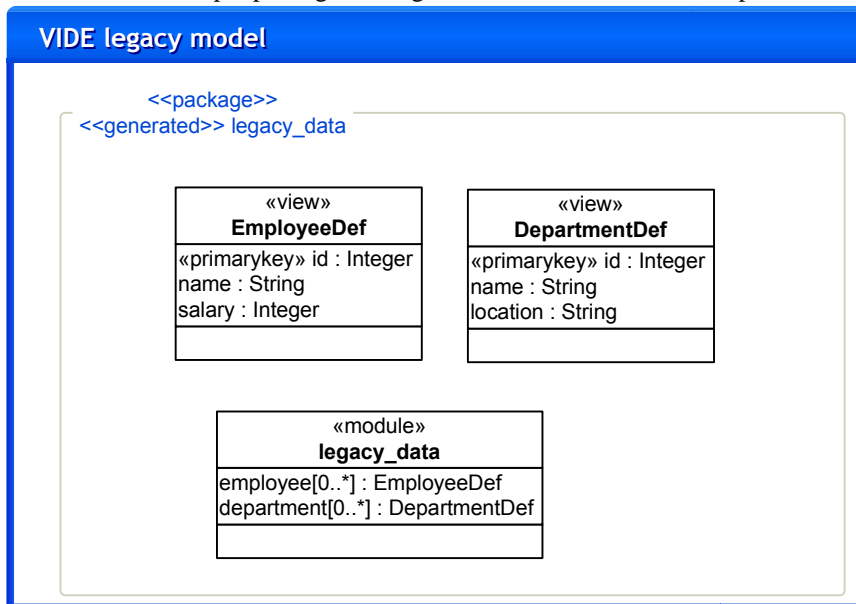 VIDE legacy model
<<package>>
<<generated>> legacy_data
«view»
EmployeeDef
«primarykey» id : Integer
name : String
salary : Integer
«view»
DepartmentDef
«primarykey» id : Integer
name : String
location : String
«module»
legacy_data
employee[0..*] : EmployeeDef
department[0..*] : DepartmentDef